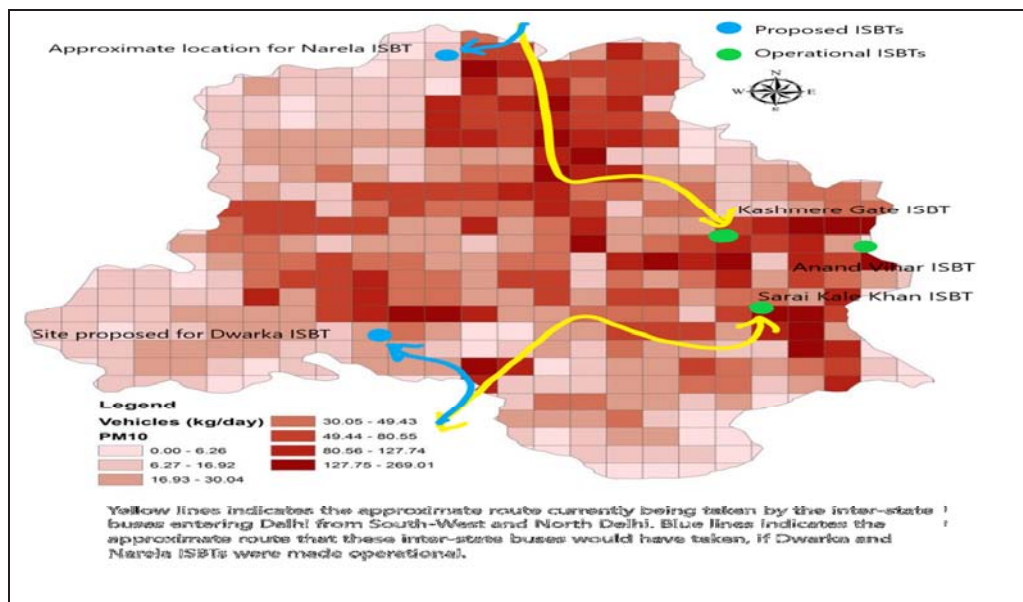 Proposed ISBTs
Approximate location for Narela ISBT
Operational ISBTs
N
W E
Kashmere Gate ISBT
Anand Vihar ISBT
Sarai Kale Khan ISBT
Site proposed for Dwarka ISBT
Legend
Vehicles (kg/day)
PM10
0.00 - 6.26
6.27 - 16.92
16.93 - 30.04
30.05 - 49.43
49.44 - 80.55
80.56 - 127.74
127.75 - 269.01
Yellow lines indicates the approximate route currently being taken by the inter-state
buses entering Delhi from South-West and North Delhi. Blue lines indicates the
approximate route that these inter-state buses would have taken, if Dwarka and
Narela ISBTs were made operational.